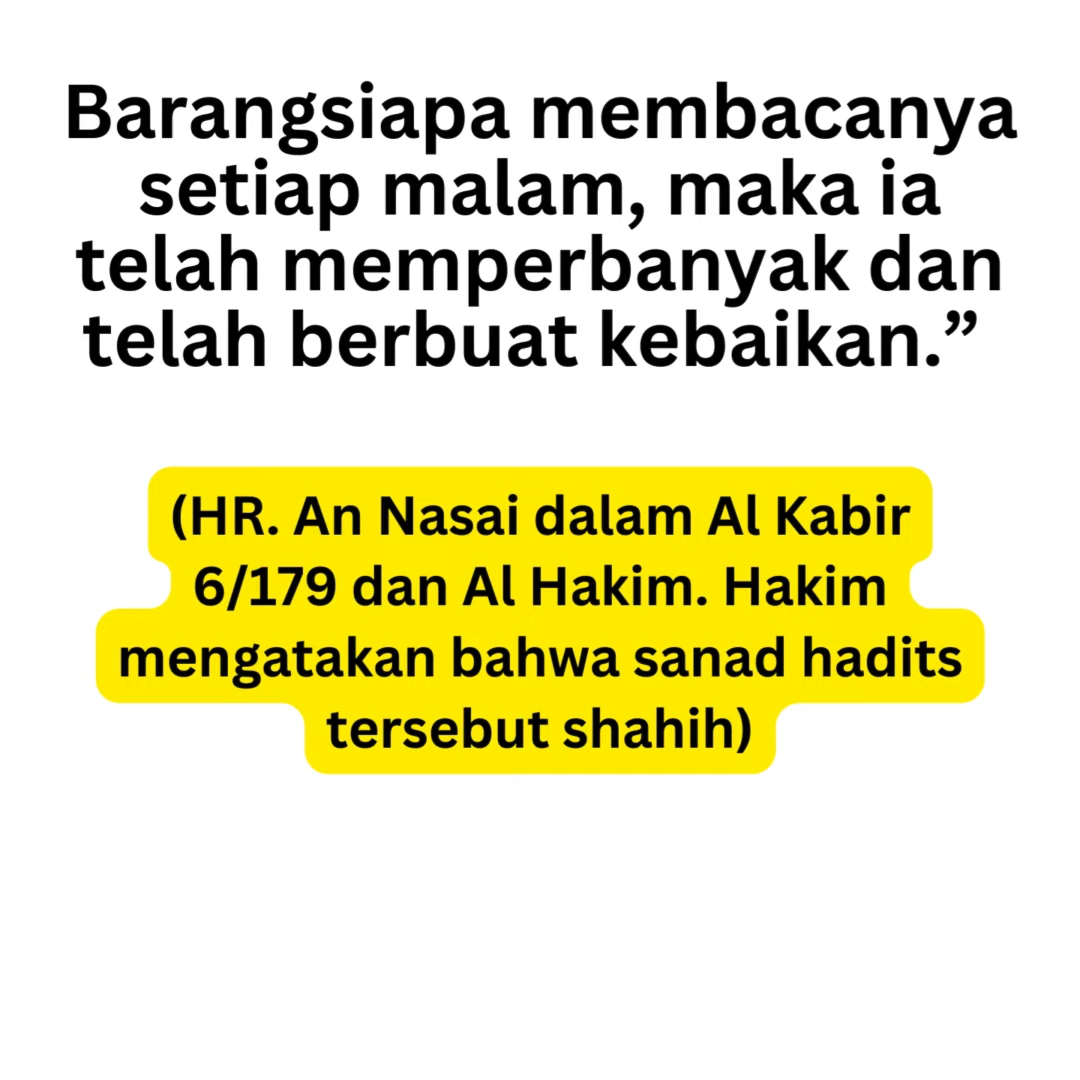 Barangsiapa membacanya
setiap malam, maka ia
telah memperbanyak dan
telah berbuat kebaikan.”
(HR. An Nasai dalam Al Kabir
6/179 dan Al Hakim. Hakim
mengatakan bahwa sanad hadits
tersebut shahih)